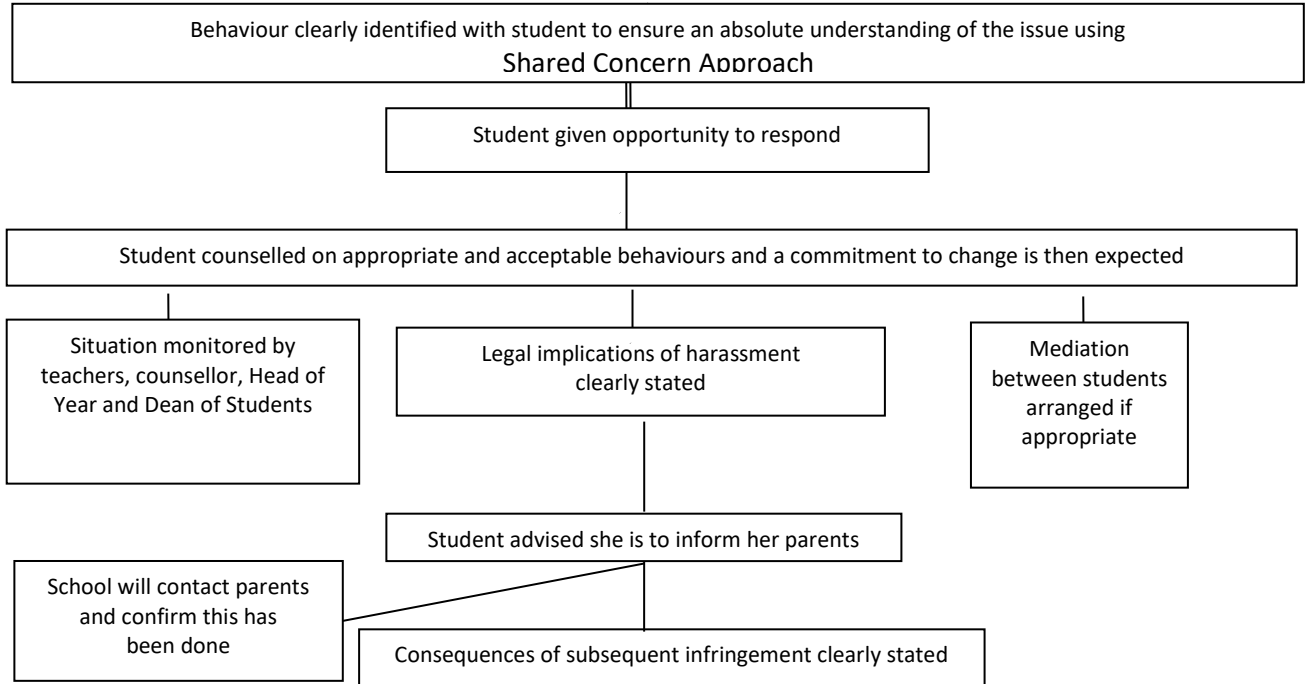 Behaviour clearly identified with student to ensure an absolute understanding of the issue using
Shared Concern Approach
Student given opportunity to respond
Student counselled on appropriate and acceptable behaviours and a commitment to change is then expected
Situation monitored by
teachers, counsellor, Head of
Year and Dean of Students
Legal implications of harassment
clearly stated
Mediation
between students
arranged if
appropriate
Student advised she is to inform her parents
School will contact parents
and confirm this has
been done
Consequences of subsequent infringement clearly stated